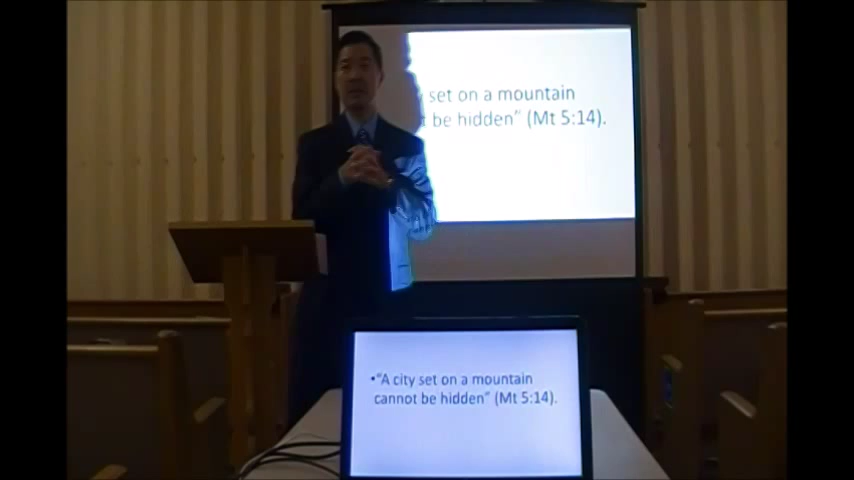 set on a mountain
be hidden" (Mt 5:14).
•"A city set on a mountain
cannot be hidden" (Mt 5:14).